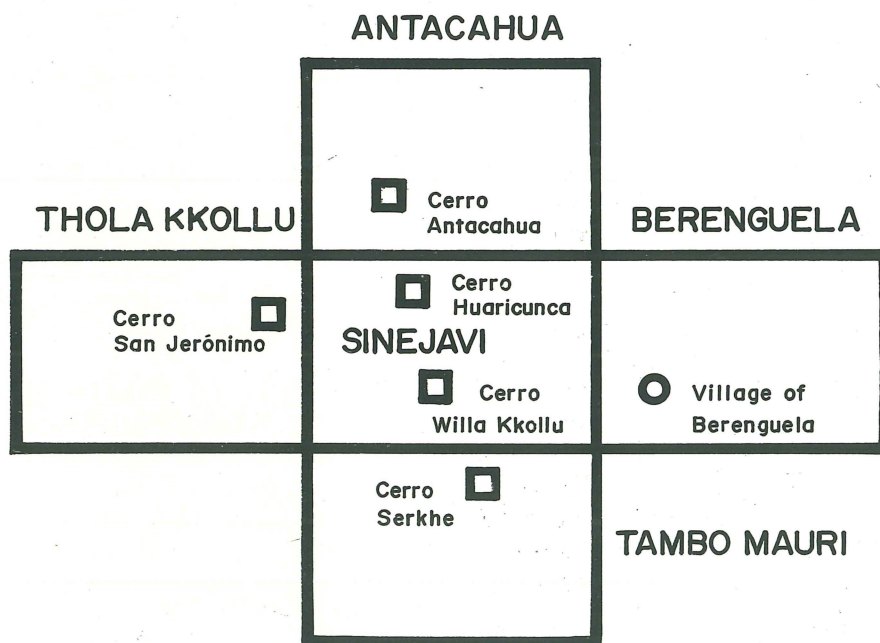 ANTACAHUA
Cerro
Antacahua
THOLA KKOLLU
BERENGUELA
Cerro
Huaricunca
Cerro
San Jerónimo
SINEJAVI
Cerro
Willa Kkollu
Village of
Berenguela
Cerro
Serkhe
TAMBO MAURI